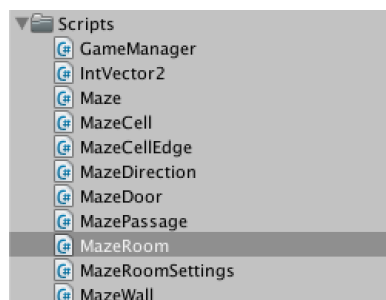 Scripts
C# GameManager
C# IntVector2
C# Maze
C# MazeCell
C# MazeCellEdge
C# MazeDirection
C# MazeDoor
C# MazePassage
C# MazeRoom
C# MazeRoomSettings
C# MazeWall